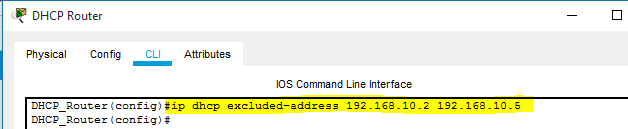 DHCP Router
Physical Config CLI Attributes
IOS Command Line Interface
DHCP_Router(config)#ip dhcp excluded-address 192.168.10.2 192.168.10.5
DHCP_Router(config)#